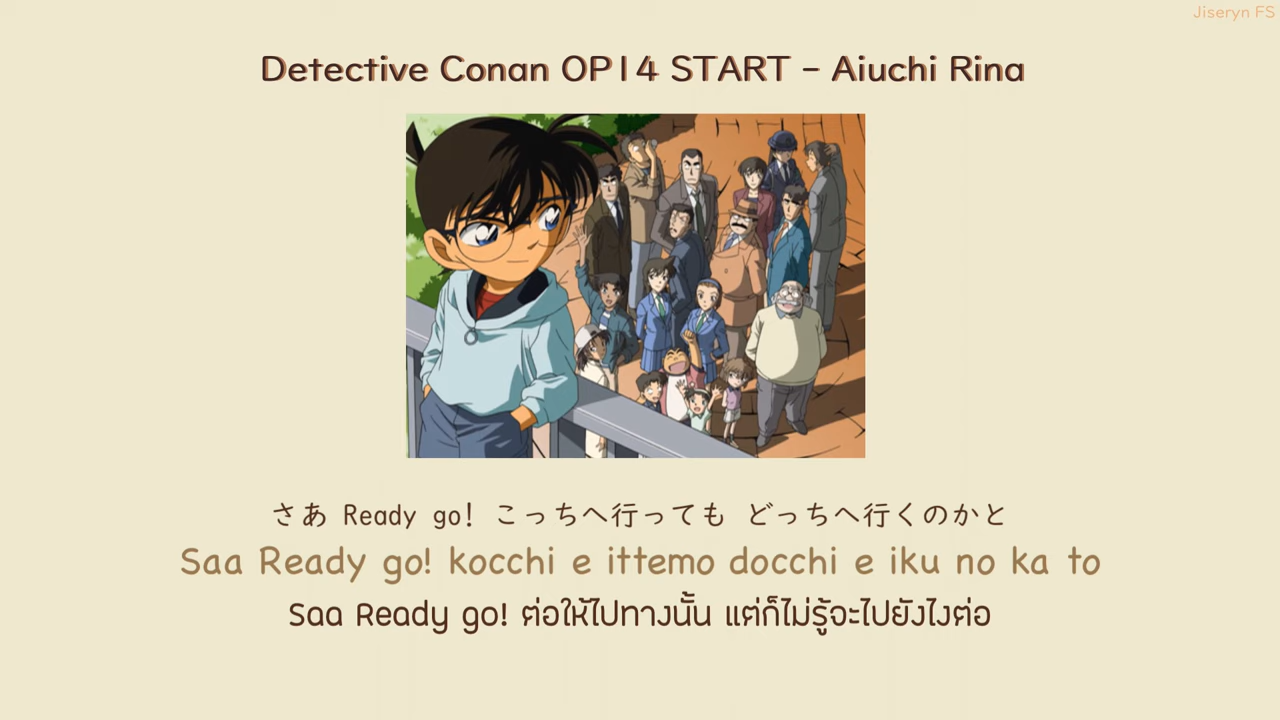 Jiseryn FS
Detective Conan OP14 START - Aiuchi Rina
さあ Ready go! こっちへ行っても どっちへ行くのかと
Saa Ready go! kocchi e ittemo docchi e iku no ka to
Saa Ready go! ต่อให้ไปทางนั้น แต่ก็ไม่รู้จะไปยังไงต่อ